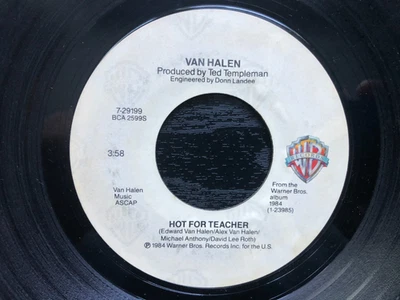 VAN HALEN
Produced by Ted Templeman
Engineered by Donn Landee
7-29199
BCA 2599S
3:58
Van Halen
Music
ASCAP
From the
Warner Bros.
album
1984
(1-23985)
HOT FOR TEACHER
(Edward Van Halen/Alex Van Halen/
Michael Anthony/David Lee Roth)
℗ 1984 Warner Bros. Records Inc. for the U.S.